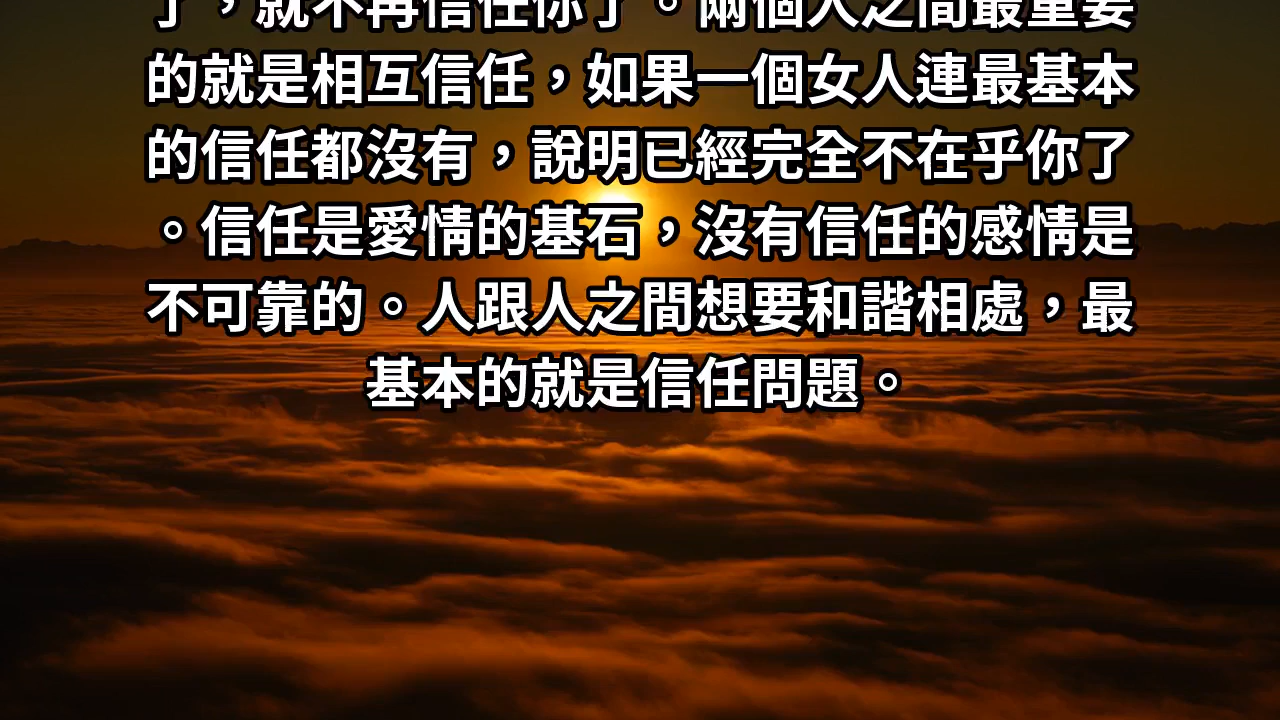 了，就不再信任你了。兩個人之間最重要
的就是相互信任，如果一個女人連最基本
的信任都沒有，說明已經完全不在乎你了
。信任是愛情的基石，沒有信任的感情是
不可靠的。人跟人之間想要和諧相處，最
基本的就是信任問題。